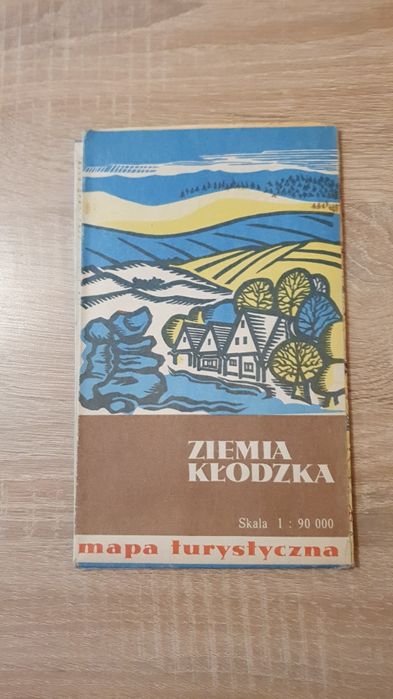 ZIEMIA
KŁODZKA
Skala 1 : 90 000
mapa turystyczna